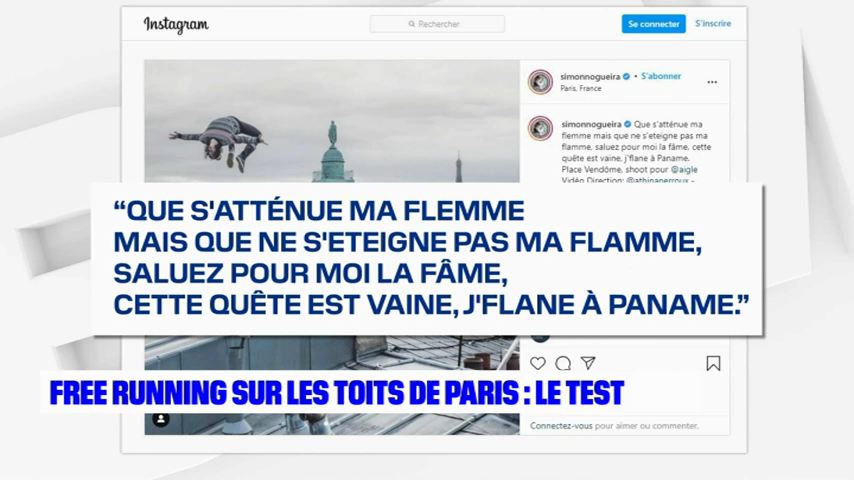 Instagram
Rechercher
Se connecter
S'inscrire
simonnogueira • S'abonner
Paris, France
simonnogueira Que s'atténue ma
flemme mais que ne s'eteigne pas ma
flamme, saluez pour moi la fâme, cette
quête est vaine, j'flane à Paname.
Place Vendôme, shoot pour @aigle
Vidéo Direction: @athinaperroux -
“QUE S'ATTÉNUE MA FLEMME
MAIS QUE NE S'ETEIGNE PAS MA FLAMME,
SALUEZ POUR MOI LA FÂME,
CETTE QUÊTE EST VAINE, J'FLANE À PANAME.”
FREE RUNNING SUR LES TOITS DE PARIS : LE TEST
Connectez-vous pour aimer ou commenter.